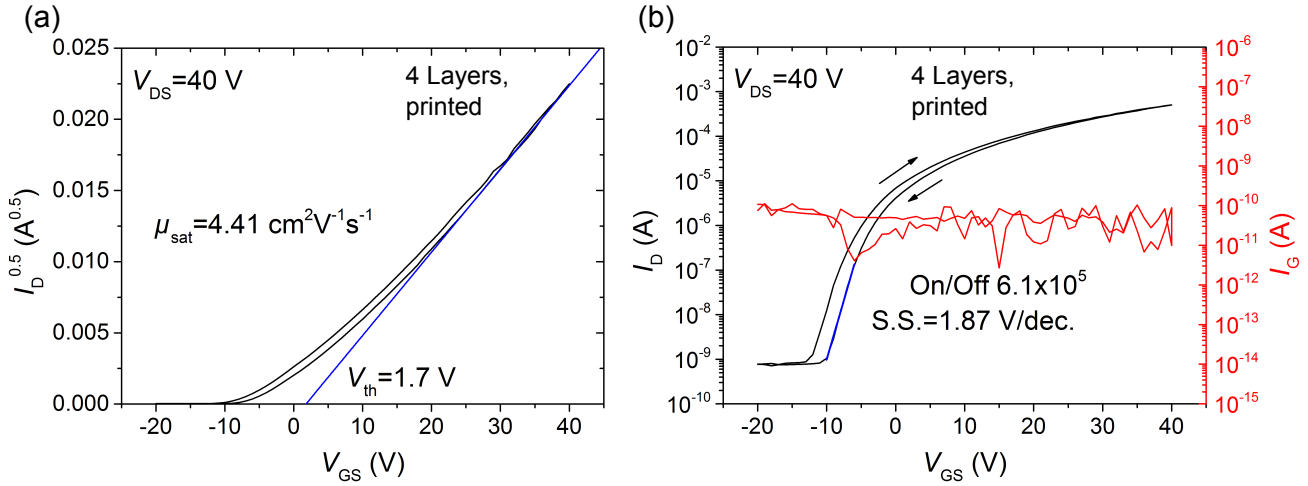 (a)
0.025
0.020
0.015
0.010
0.005
0.000
I_D^0.5 (A^0.5)
V_DS=40 V
4 Layers,
printed
μ_sat=4.41 cm²V⁻¹s⁻¹
V_th=1.7 V
-20 -10 0 10 20 30 40
V_GS (V)
(b)
10⁻²
10⁻³
10⁻⁴
10⁻⁵
10⁻⁶
10⁻⁷
10⁻⁸
10⁻⁹
10⁻¹⁰
I_D (A)
V_DS=40 V
4 Layers,
printed
On/Off 6.1x10⁵
S.S.=1.87 V/dec.
-20 -10 0 10 20 30 40
V_GS (V)
10⁻⁶
10⁻⁷
10⁻⁸
10⁻⁹
10⁻¹⁰
10⁻¹¹
10⁻¹²
10⁻¹³
10⁻¹⁴
10⁻¹⁵
I_G (A)